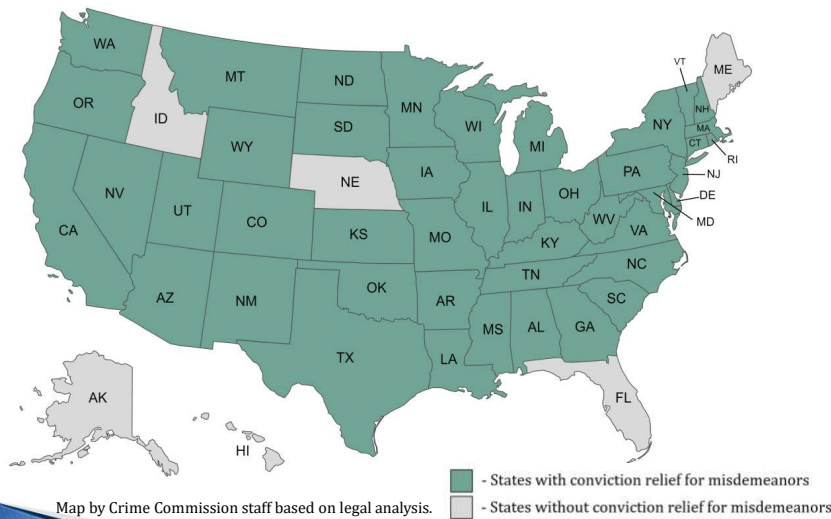 WA
MT
ND
MN
VT
ME
OR
ID
SD
WI
NH
NY
MA
WY
MI
CT
RI
IA
NE
PA
NJ
NV
OH
DE
UT
IL
IN
CO
WV
MD
CA
KS
MO
VA
KY
NC
TN
OK
AZ
NM
AR
SC
MS
AL
GA
TX
LA
AK
FL
HI
- States with conviction relief for misdemeanors
Map by Crime Commission staff based on legal analysis.
- States without conviction relief for misdemeanors